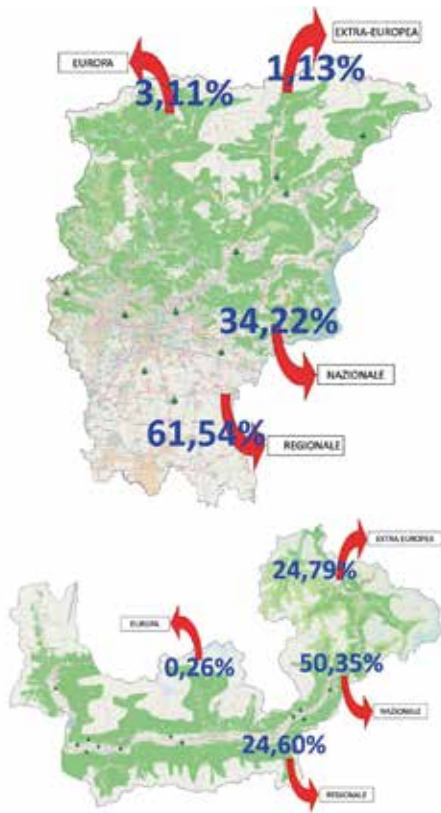 EXTRA-EUROPEA
EUROPA
1,13%
3,11%
34,22%
NAZIONALE
61,54%
REGIONALE
EXTRA EUROPEA
24,79%
EUROPA
0,26%
50,35%
NAZIONALE
24,60%
REGIONALE